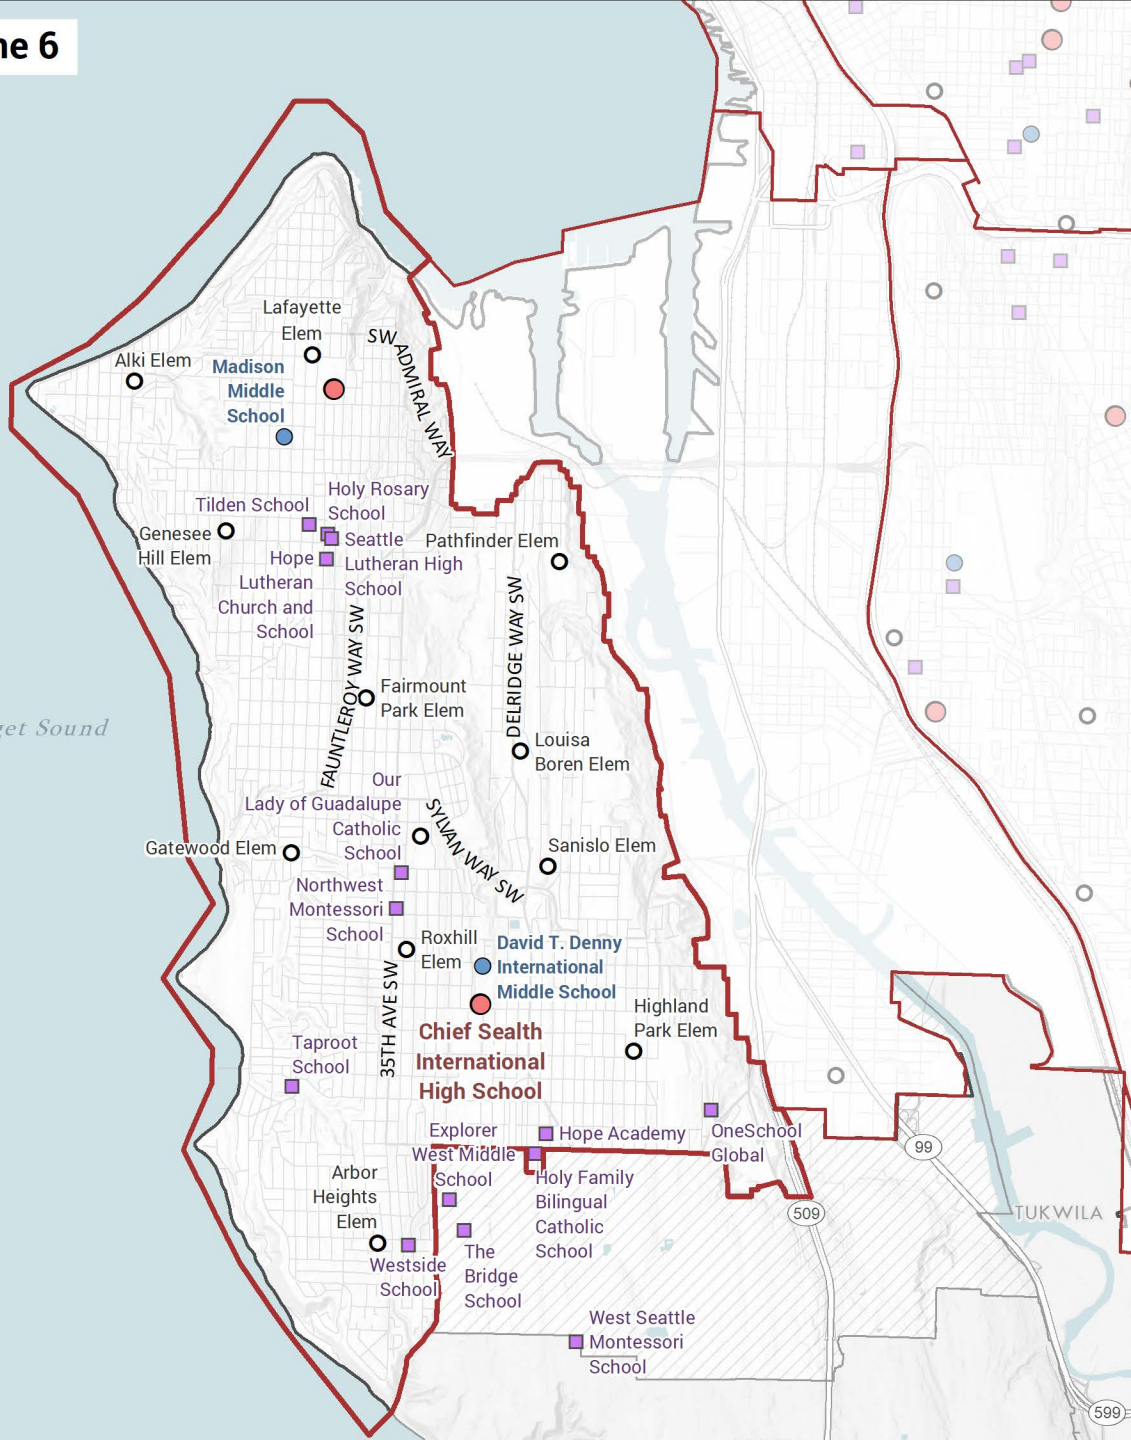 ne 6
Lafayette
Elem
SW ADMIRAL WAY
Alki Elem
Madison
Middle
School
Tilden School
Holy Rosary
School
Genesee
Hill Elem
Seattle
Lutheran High
School
Pathfinder Elem
Hope
Lutheran
Church and
School
FAUNTLEROY WAY SW
DELRIDGE WAY SW
Fairmount
Park Elem
get Sound
Louisa
Boren Elem
Our
Lady of Guadalupe
Catholic
School
SYLVAN WAY SW
Gatewood Elem
Sanislo Elem
Northwest
Montessori
School
Roxhill
Elem
David T. Denny
International
Middle School
35TH AVE SW
Highland
Park Elem
Chief Sealth
International
High School
Taproot
School
Explorer
West Middle
School
Hope Academy
OneSchool
Global
99
Arbor
Heights
Elem
Holy Family
Bilingual
Catholic
School
509
TUKWILA
Westside
School
The
Bridge
School
West Seattle
Montessori
School
599